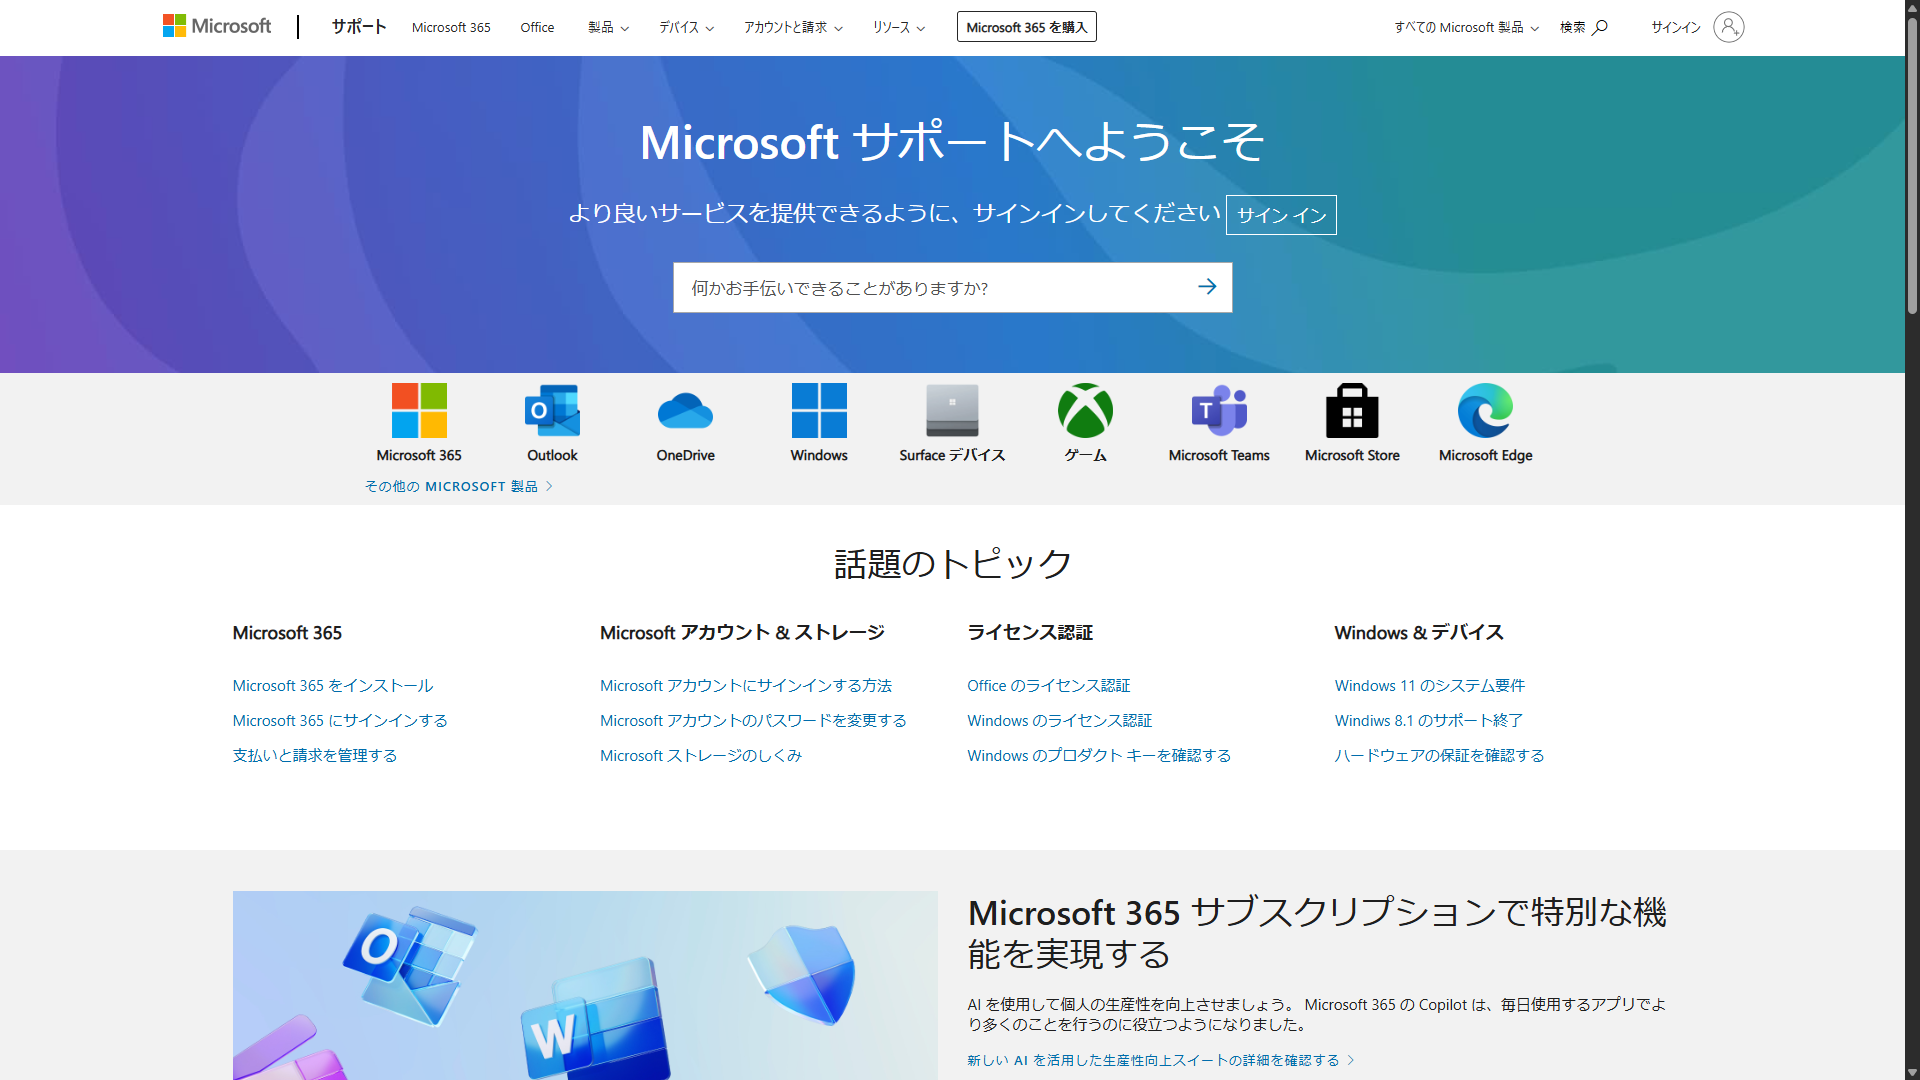 Microsoft
サポート
Microsoft 365
Office
製品
デバイス
アカウントと請求
リソース
Microsoft 365 を購入
すべての Microsoft 製品
検索
サインイン
Microsoft サポートへようこそ
より良いサービスを提供できるように、サインインしてください サイン イン
何かお手伝いできることがありますか?
Microsoft 365
Outlook
OneDrive
Windows
Surface デバイス
ゲーム
Microsoft Teams
Microsoft Store
Microsoft Edge
その他の MICROSOFT 製品
話題のトピック
Microsoft 365
Microsoft 365 をインストール
Microsoft 365 にサインインする
支払いと請求を管理する
Microsoft アカウント & ストレージ
Microsoft アカウントにサインインする方法
Microsoft アカウントのパスワードを変更する
Microsoft ストレージのしくみ
ライセンス認証
Office のライセンス認証
Windows のライセンス認証
Windows のプロダクト キーを確認する
Windows & デバイス
Windows 11 のシステム要件
Windiws 8.1 のサポート終了
ハードウェアの保証を確認する
O
W
Microsoft 365 サブスクリプションで特別な機
能を実現する
AI を使用して個人の生産性を向上させましょう。 Microsoft 365 の Copilot は、毎日使用するアプリでよ
り多くのことを行うのに役立つようになりました。
新しい AI を活用した生産性向上スイートの詳細を確認する